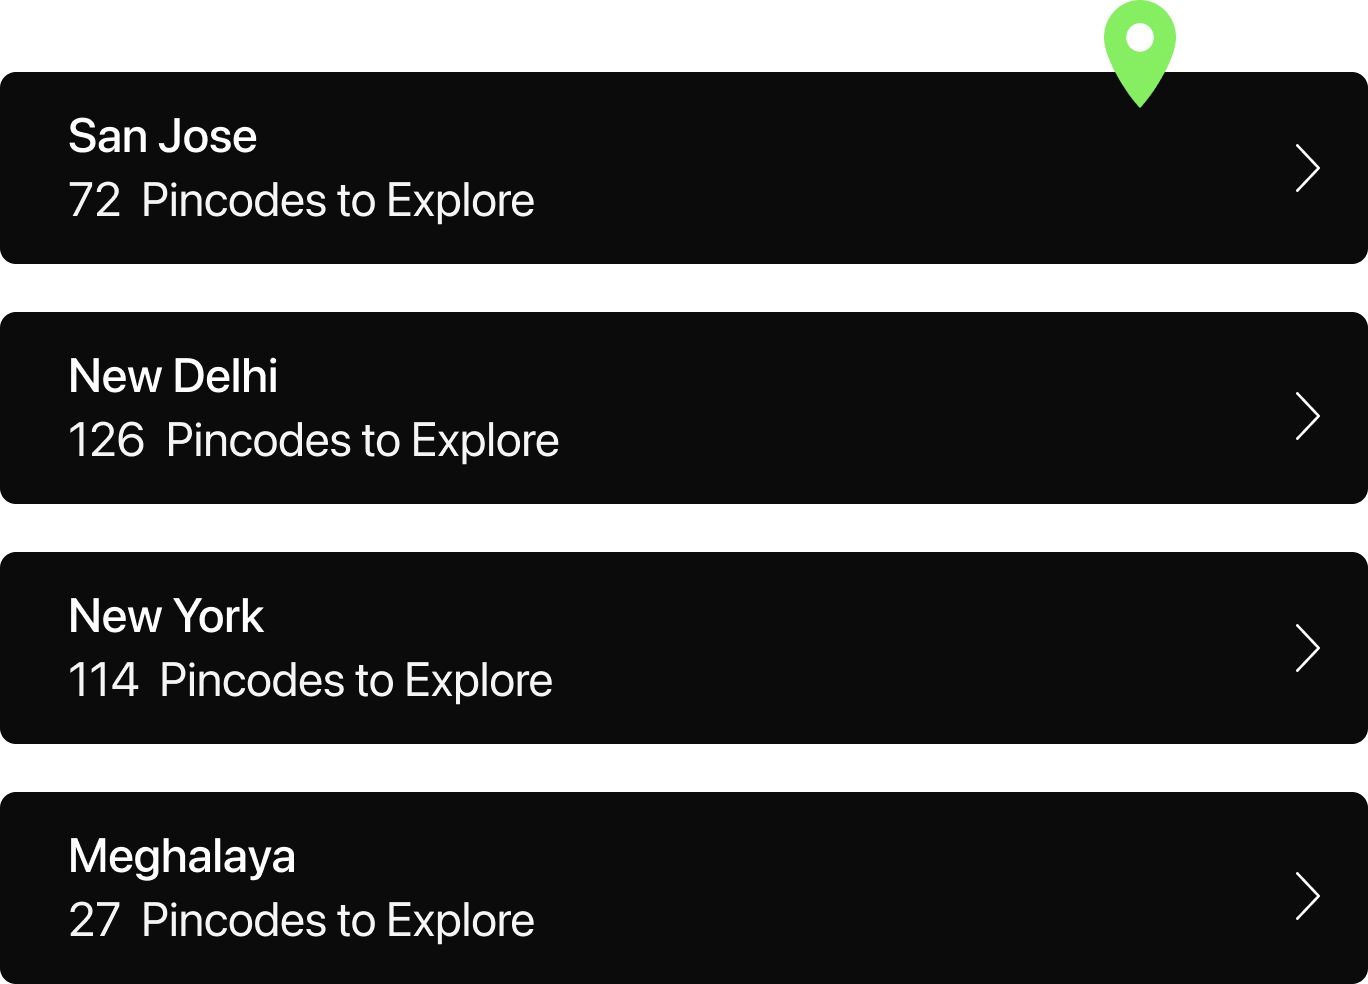 San Jose
72 Pincodes to Explore
New Delhi
126 Pincodes to Explore
New York
114 Pincodes to Explore
Meghalaya
27 Pincodes to Explore